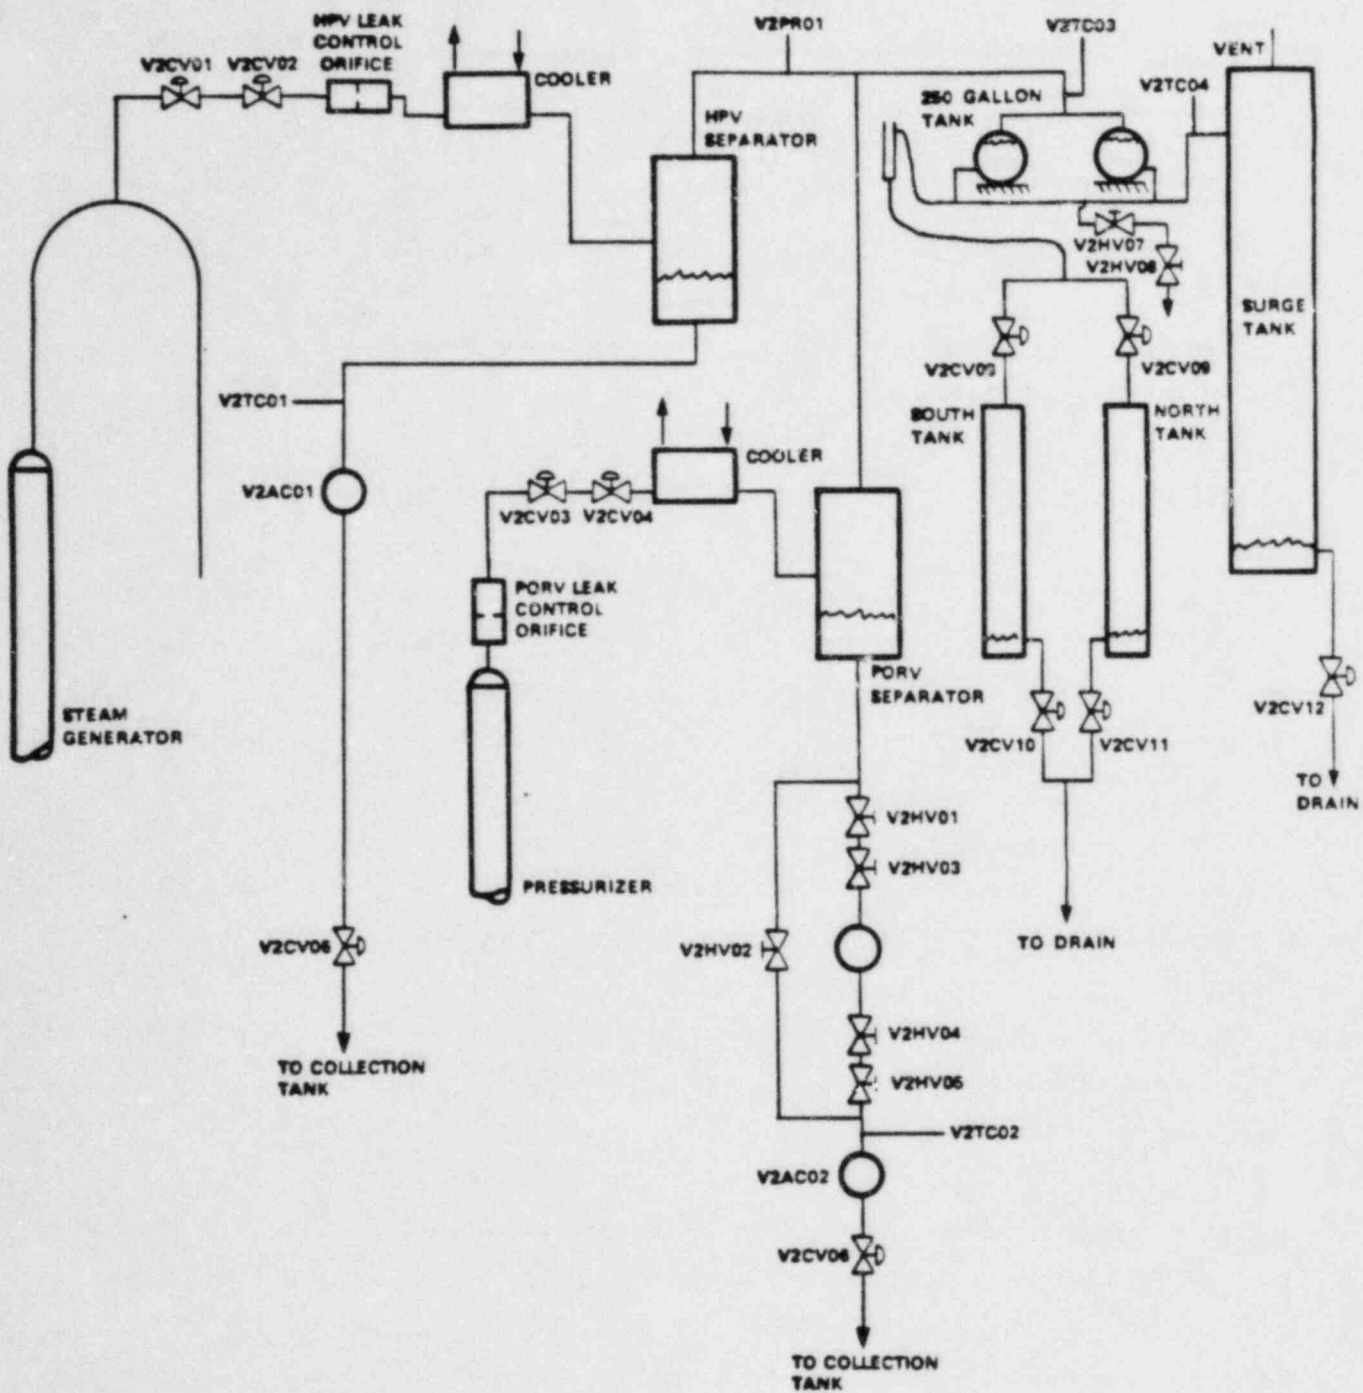 HPV LEAK
CONTROL
ORIFICE
V2CV01
V2CV02
COOLER
V2PR01
V2TC03
VENT
V2TC04
250 GALLON
TANK
HPV
SEPARATOR
V2HV07
V2HV08
SURGE
TANK
V2CV09
V2TC01
SOUTH
TANK
NORTH
TANK
COOLER
V2AC01
V2CV03
V2CV04
PORV LEAK
CONTROL
ORIFICE
PORV
SEPARATOR
STEAM
GENERATOR
V2CV10
V2CV11
V2CV12
TO
DRAIN
V2HV01
V2HV03
PRESSURIZER
V2HV02
TO DRAIN
V2HV04
TO COLLECTION
TANK
V2HV05
V2TC02
V2AC02
V2CV06
TO COLLECTION
TANK